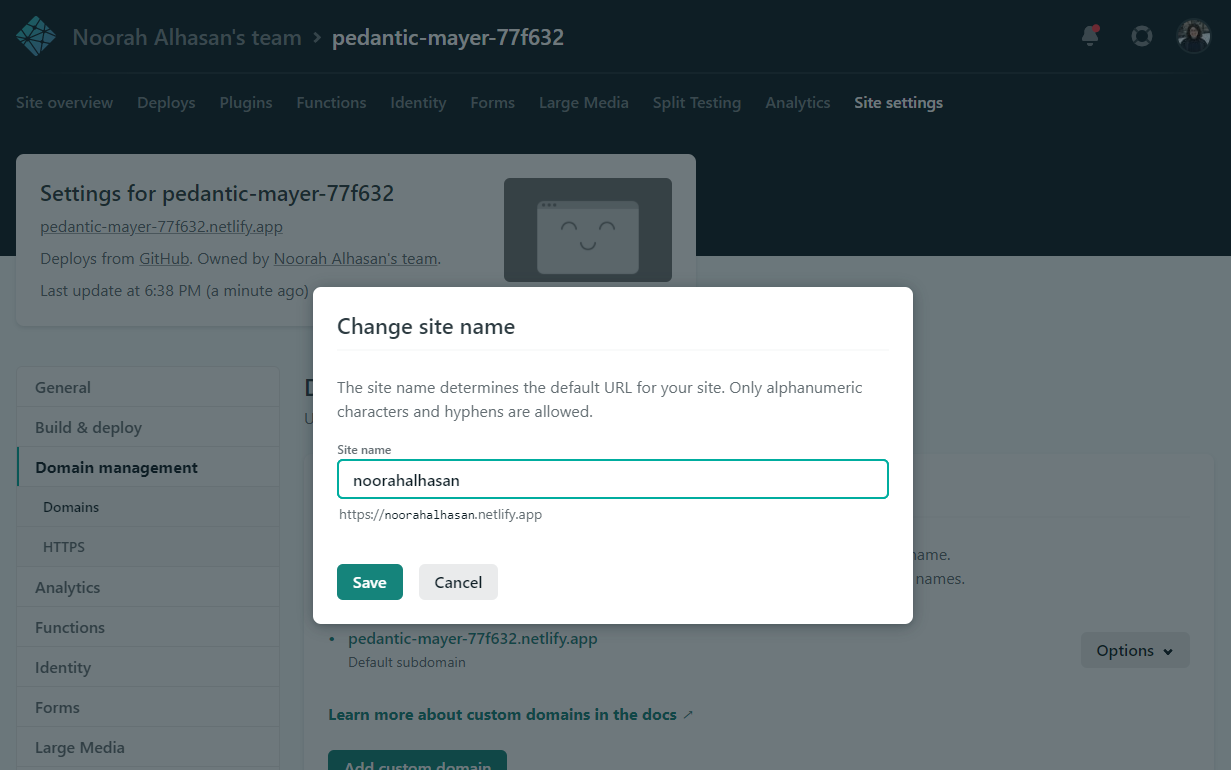 Noorah Alhasan's team > pedantic-mayer-77f632
Site overview Deploys Plugins Functions Identity Forms Large Media Split Testing Analytics Site settings
Settings for pedantic-mayer-77f632
pedantic-mayer-77f632.netlify.app
Deploys from GitHub. Owned by Noorah Alhasan's team.
Last update at 6:38 PM (a minute ago)
Change site name
The site name determines the default URL for your site. Only alphanumeric
characters and hyphens are allowed.
Site name
noorahalhasan
https://noorahalhasan.netlify.app
Save Cancel
General
Build & deploy
Domain management
Domains
HTTPS
Analytics
Functions
Identity
Forms
Large Media
names.
• pedantic-mayer-77f632.netlify.app
Default subdomain
Options
Learn more about custom domains in the docs ↗
Add custom domain